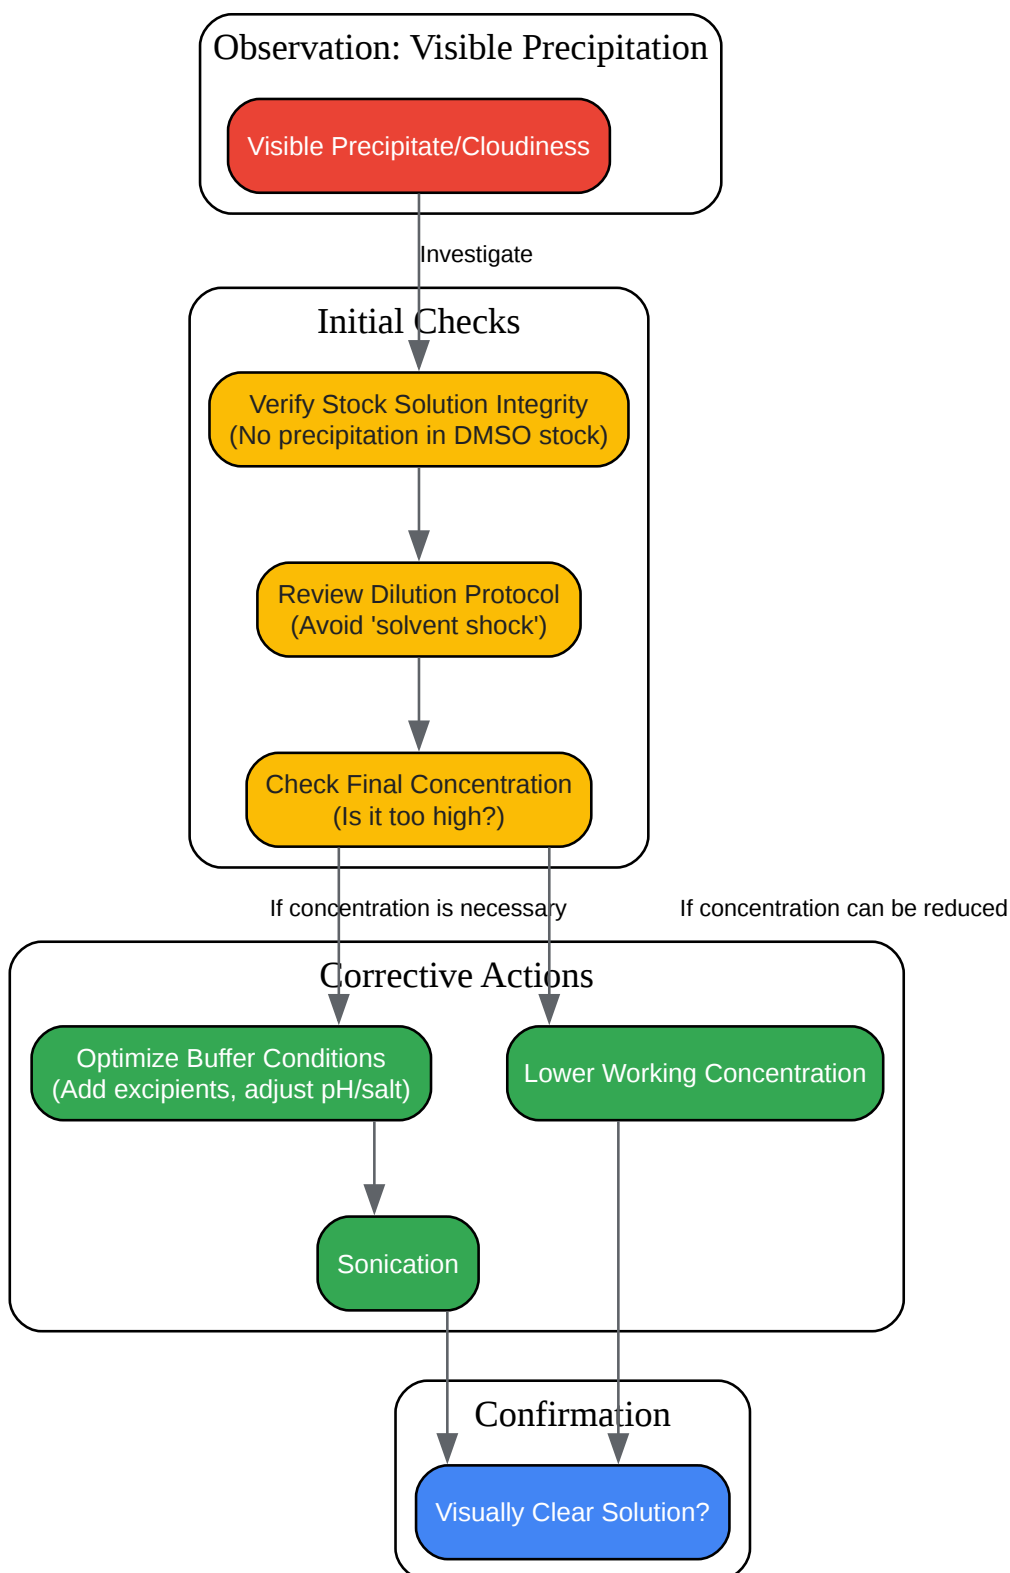 Observation: Visible Precipitation
Visible Precipitate/Cloudiness
Investigate
Initial Checks
Verify Stock Solution Integrity
(No precipitation in DMSO stock)
Review Dilution Protocol
(Avoid 'solvent shock')
Check Final Concentration
(Is it too high?)
If concentration is necessary
If concentration can be reduced
Corrective Actions
Optimize Buffer Conditions
(Add excipients, adjust pH/salt)
Lower Working Concentration
Sonication
Confirmation
Visually Clear Solution?